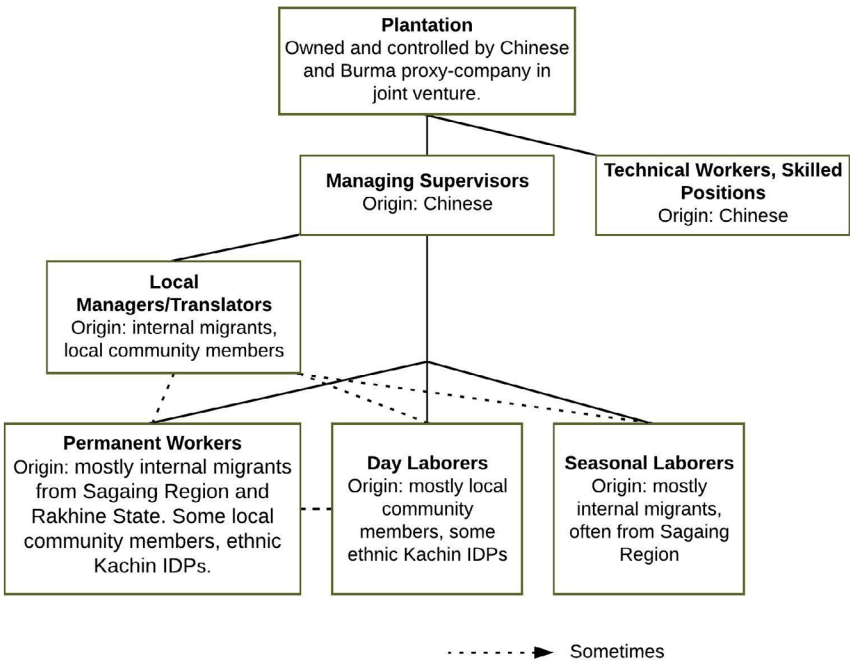 Plantation
Owned and controlled by Chinese
and Burma proxy-company in
joint venture.
Managing Supervisors
Origin: Chinese
Technical Workers, Skilled
Positions
Origin: Chinese
Local
Managers/Translators
Origin: internal migrants,
local community members
Permanent Workers
Origin: mostly internal migrants
from Sagaing Region and
Rakhine State. Some local
community members, ethnic
Kachin IDPs.
Day Laborers
Origin: mostly local
community
members, some
ethnic Kachin IDPs
Seasonal Laborers
Origin: mostly
internal migrants,
often from Sagaing
Region
Sometimes